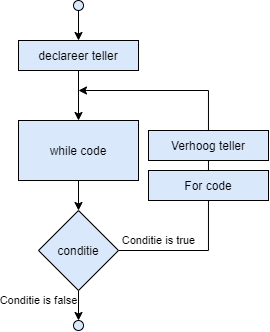 declareer teller
while code
Verhoog teller
For code
conditie
Conditie is true
Conditie is false